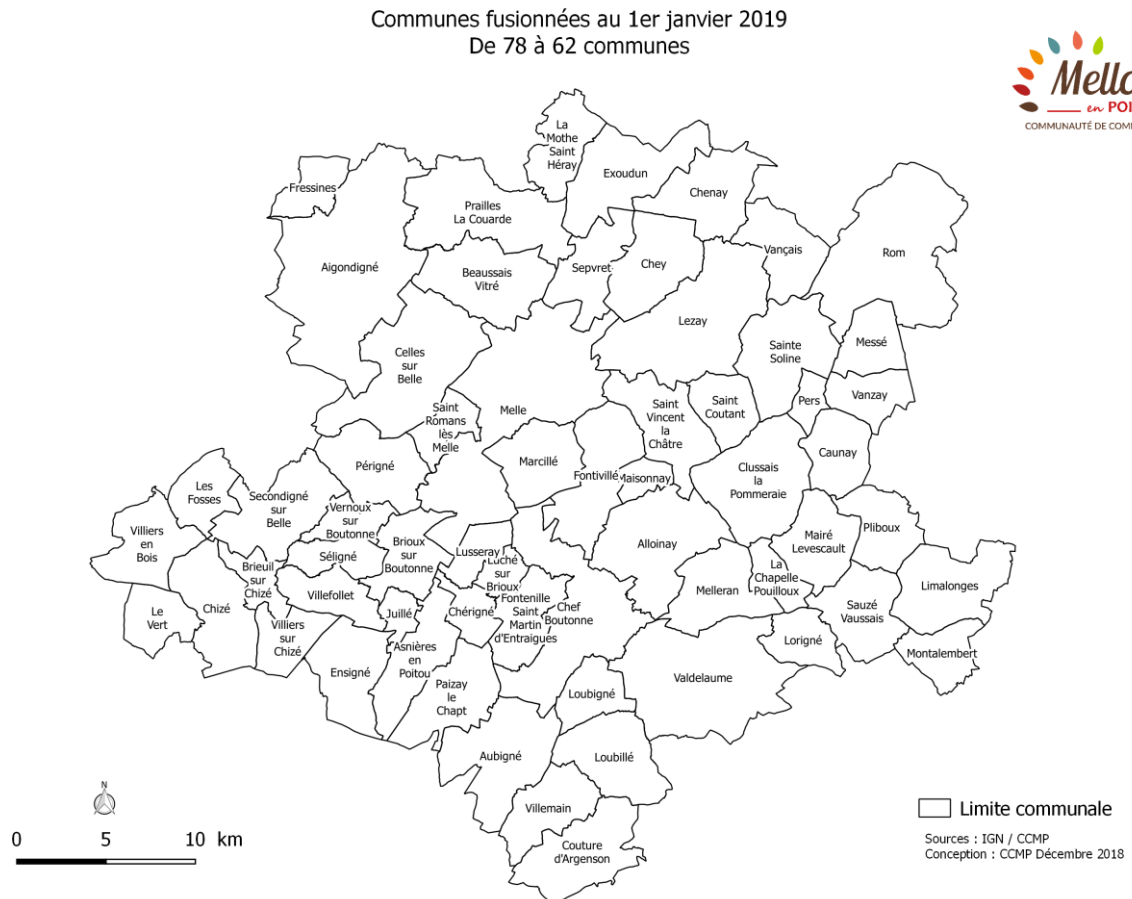 Communes fusionnées au 1er janvier 2019
De 78 à 62 communes
en POI
COMMUNAUTÉ DE COM
La
Mothe
Saint
Héray
Exoudun
Chenay
Fressines
Prailles
La Couarde
Vançais
Rom
Aigondigné
Beaussais
Vitré
Sepvret
Chey
Lezay
Sainte
Soline
Messé
Celles
sur
Belle
Melle
Saint
Romans
lès
Melle
Saint
Vincent
la
Châtre
Saint
Coutant
Pers
Vanzay
Périgné
Marcillé
Fontivillé
Maisonnay
Clussais
la
Pommeraie
Caunay
Les
Fosses
Secondigné
sur
Belle
Vernoux
sur
Boutonne
Villiers
en
Bois
Brioux
sur
Boutonne
Lusseray
Luché
sur
Brioux
Alloinay
Mairé
Levescault
Pliboux
Séligné
Brieuil
sur
Chizé
Villefollet
Juillé
Chérigné
Fontenille
Saint
Martin
d'Entraigues
Chef
Boutonne
Melleran
La
Chapelle
Pouilloux
Limalonges
Le
Vert
Chizé
Villiers
sur
Chizé
Sauzé
Vaussais
Lorigné
Montalembert
Ensigné
Asnières
en
Poitou
Paizay
le
Chapt
Loubigné
Valdelaume
Aubigné
Loubillé
Villemain
Couture
d'Argenson
N
0 5 10 km
Limite communale
Sources : IGN / CCMP
Conception : CCMP Décembre 2018